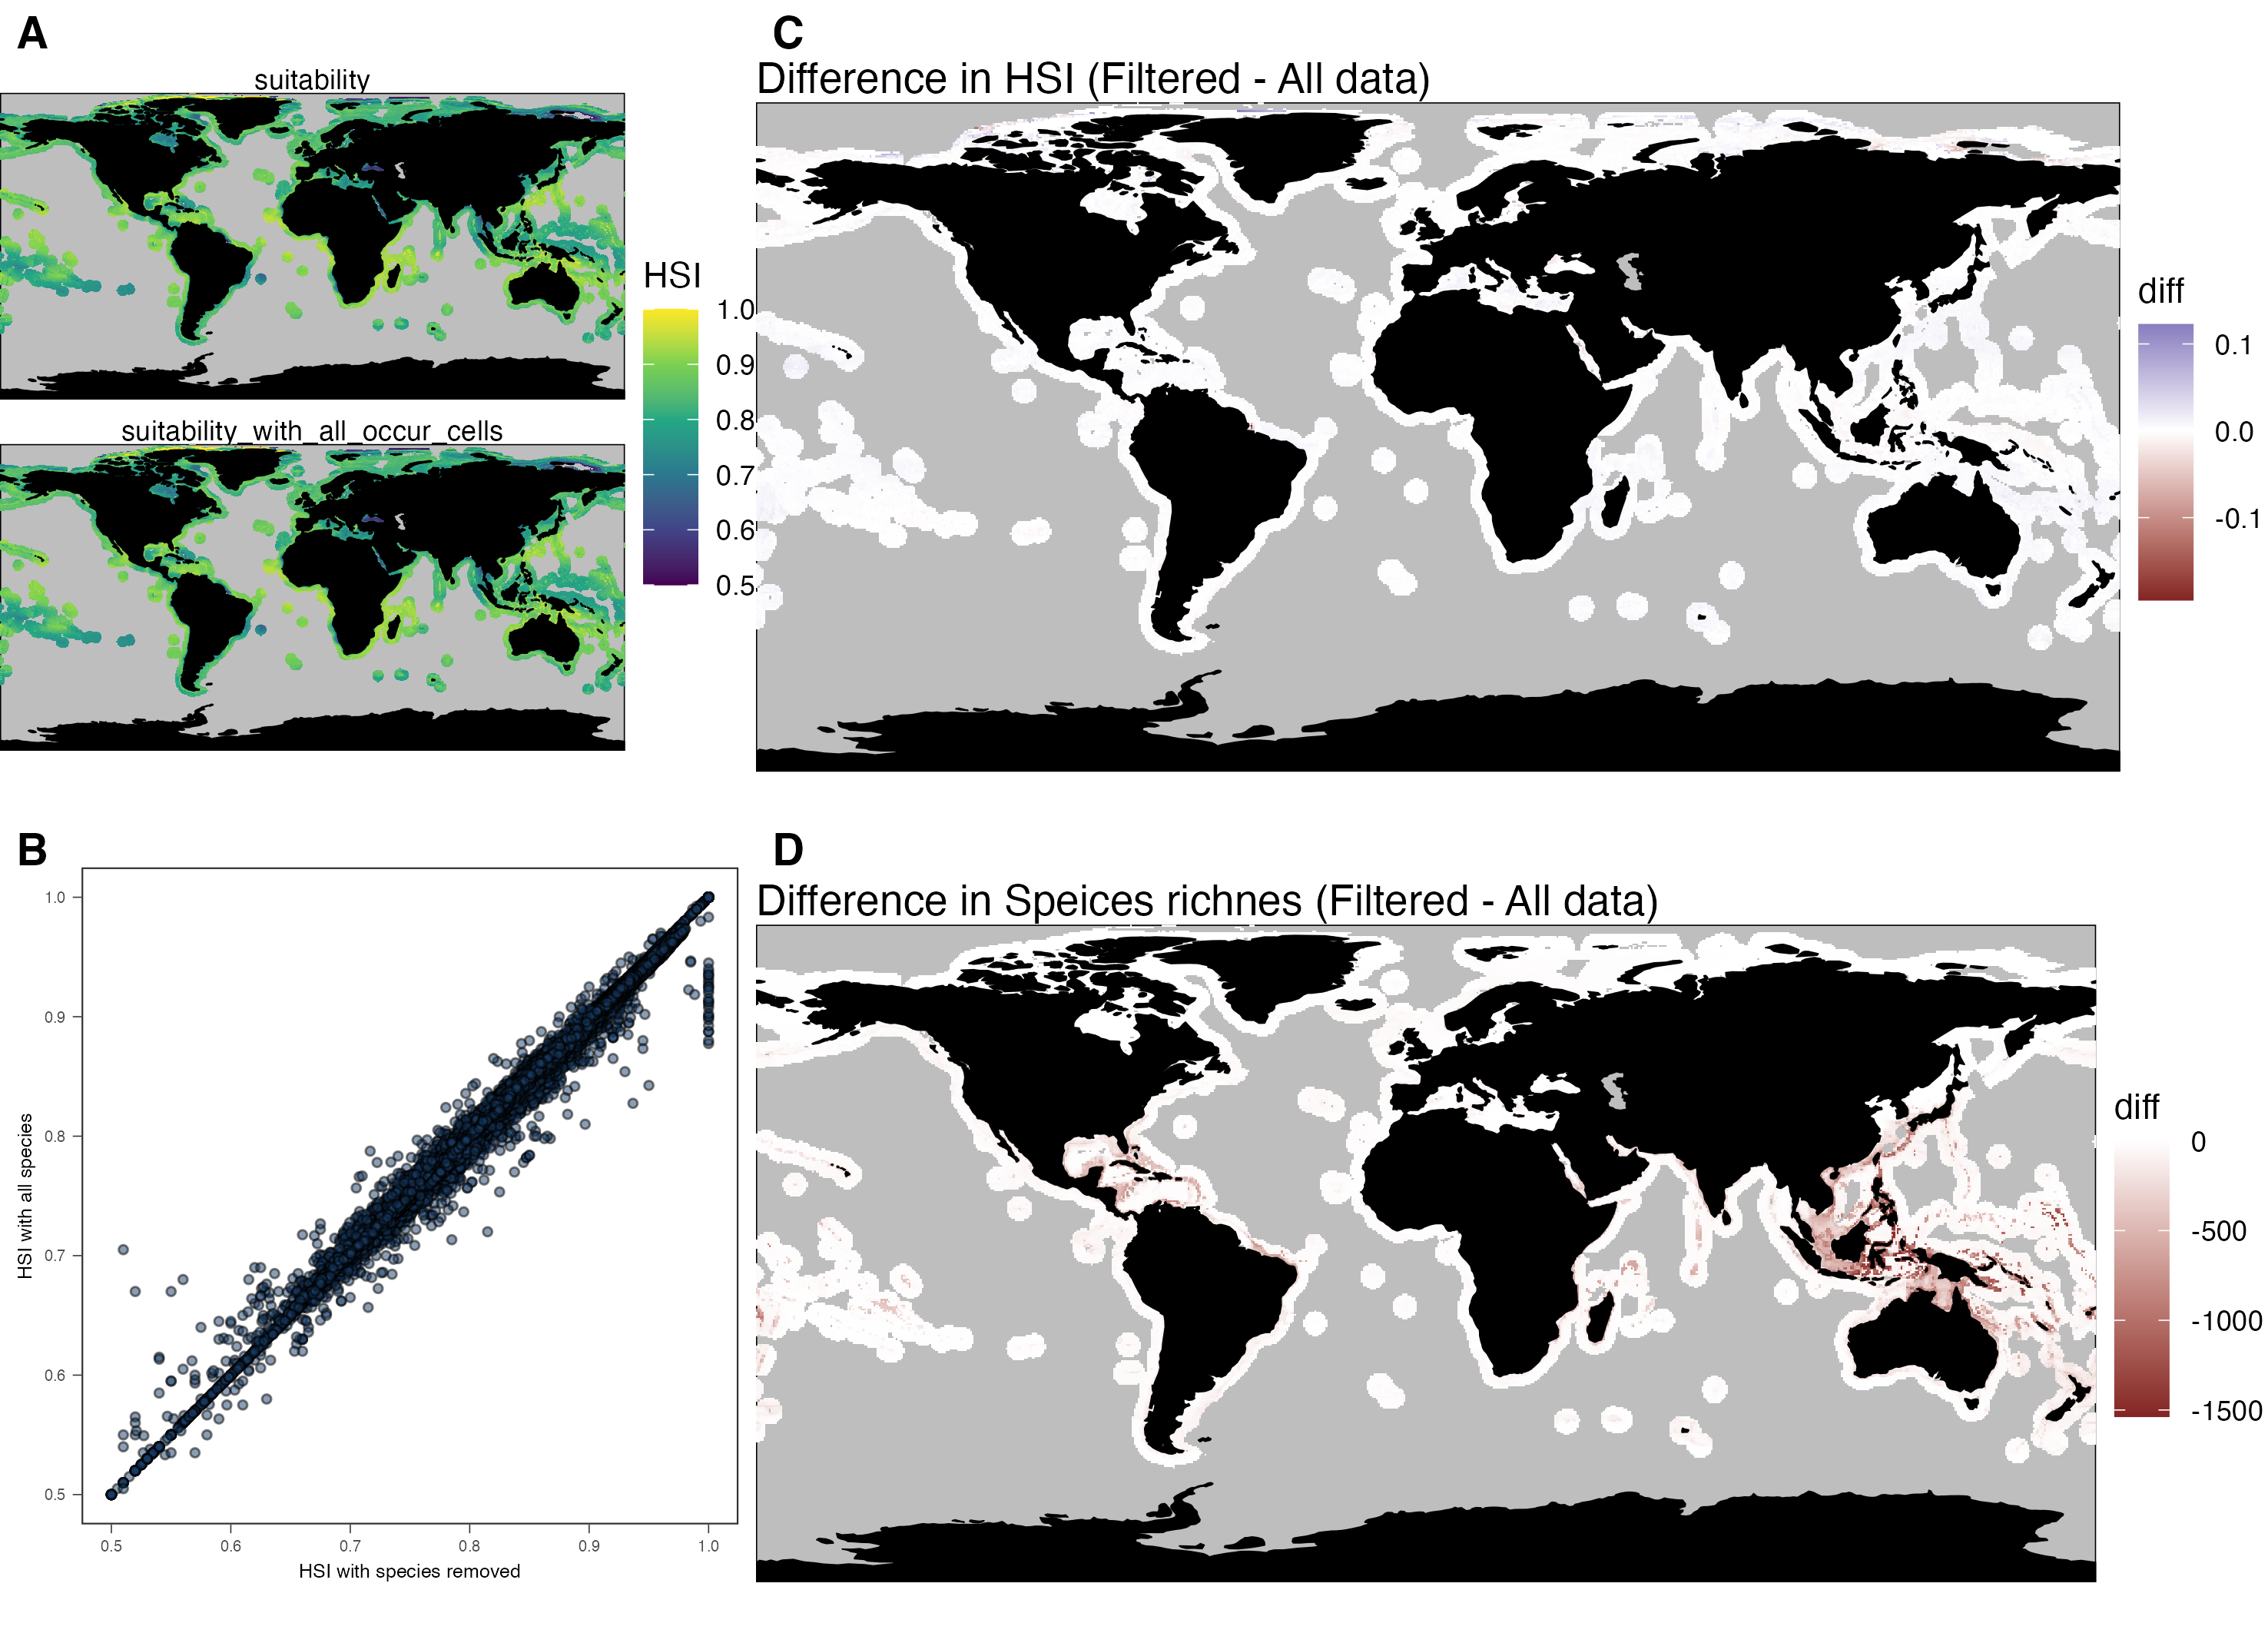 A
suitability
suitability_with_all_occur_cells
HSI
1.0
0.9
0.8
0.7
0.6
0.5
C
Difference in HSI (Filtered - All data)
diff
0.1
0.0
-0.1
B
1.0
0.9
0.8
0.7
0.6
0.5
HSI with all species
0.5 0.6 0.7 0.8 0.9 1.0
HSI with species removed
D
Difference in Speices richnes (Filtered - All data)
diff
0
-500
-1000
-1500